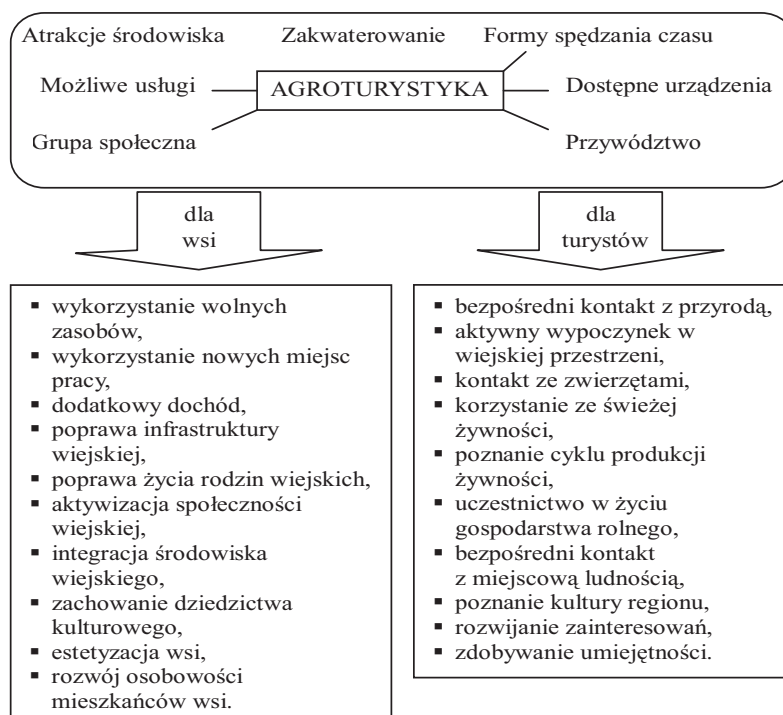 Atrakcje środowiska Zakwaterowanie Formy spędzania czasu
Możliwe usługi AGROTURYSTYKA Dostępne urządzenia
Grupa społeczna Przywództwo
dla
wsi
dla
turystów
▪ wykorzystanie wolnych
zasobów,
▪ wykorzystanie nowych miejsc
pracy,
▪ dodatkowy dochód,
▪ poprawa infrastruktury
wiejskiej,
▪ poprawa życia rodzin wiejskich,
▪ aktywizacja społeczności
wiejskiej,
▪ integracja środowiska
wiejskiego,
▪ zachowanie dziedzictwa
kulturowego,
▪ estetyzacja wsi,
▪ rozwój osobowości
mieszkańców wsi.
▪ bezpośredni kontakt z przyrodą,
▪ aktywny wypoczynek w
wiejskiej przestrzeni,
▪ kontakt ze zwierzętami,
▪ korzystanie ze świeżej
żywności,
▪ poznanie cyklu produkcji
żywności,
▪ uczestnictwo w życiu
gospodarstwa rolnego,
▪ bezpośredni kontakt
z miejscową ludnością,
▪ poznanie kultury regionu,
▪ rozwijanie zainteresowań,
▪ zdobywanie umiejętności.